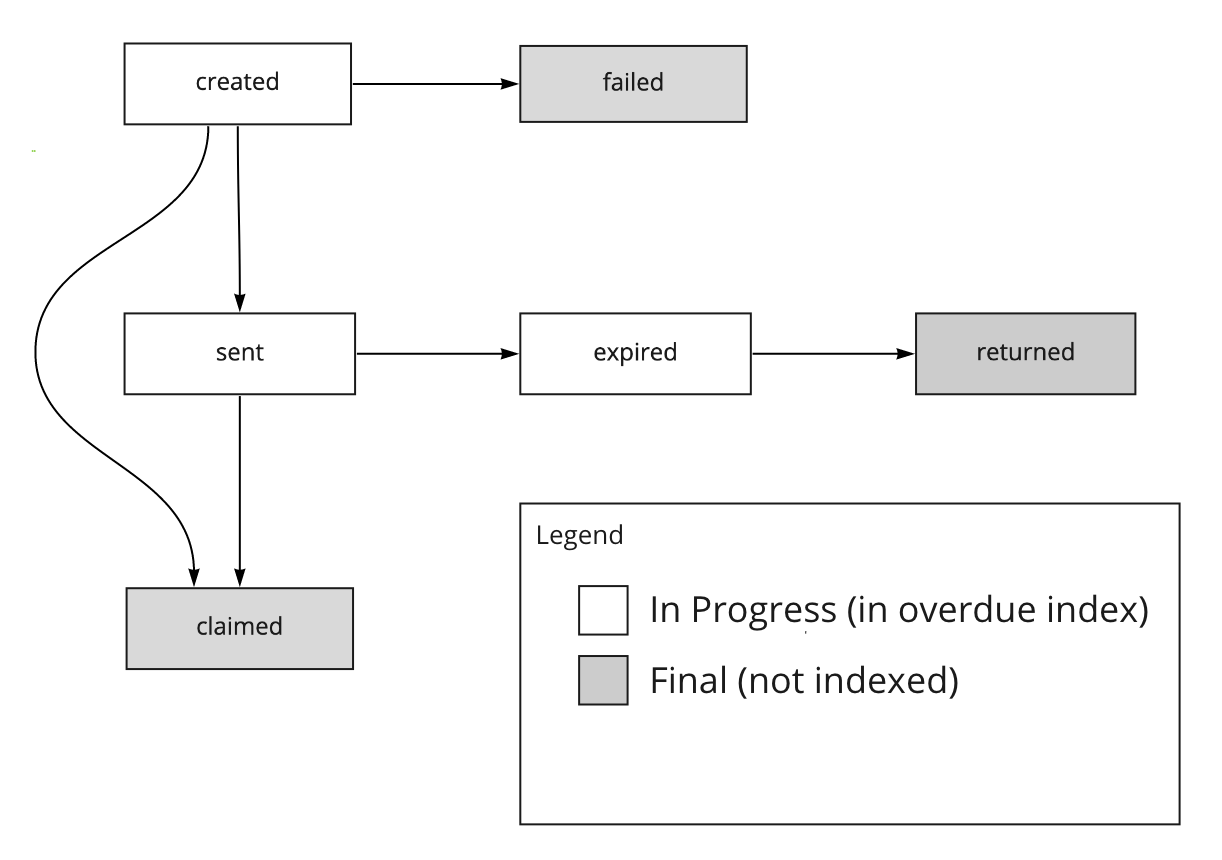 created
failed
sent
expired
returned
claimed
Legend
In Progress (in overdue index)
Final (not indexed)